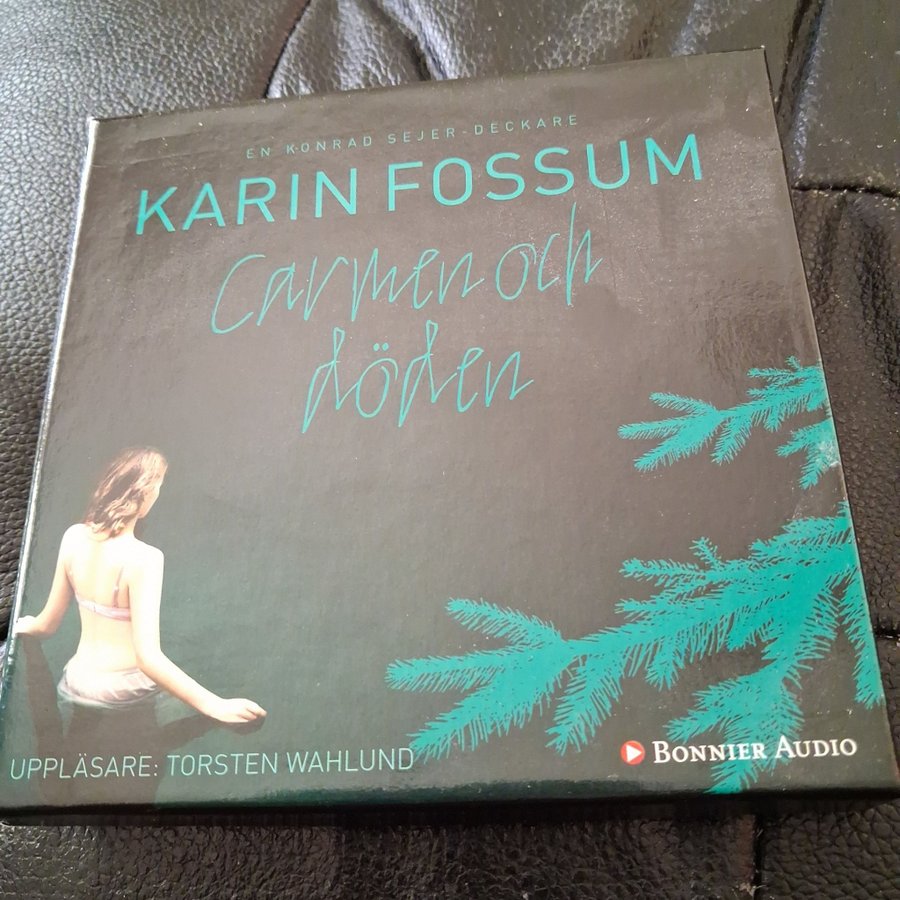 EN KONRAD SEJER-DECKARE
KARIN FOSSUM
Carmen och
döden
UPPLÄSARE: TORSTEN WAHLUND
BONNIER AUDIO